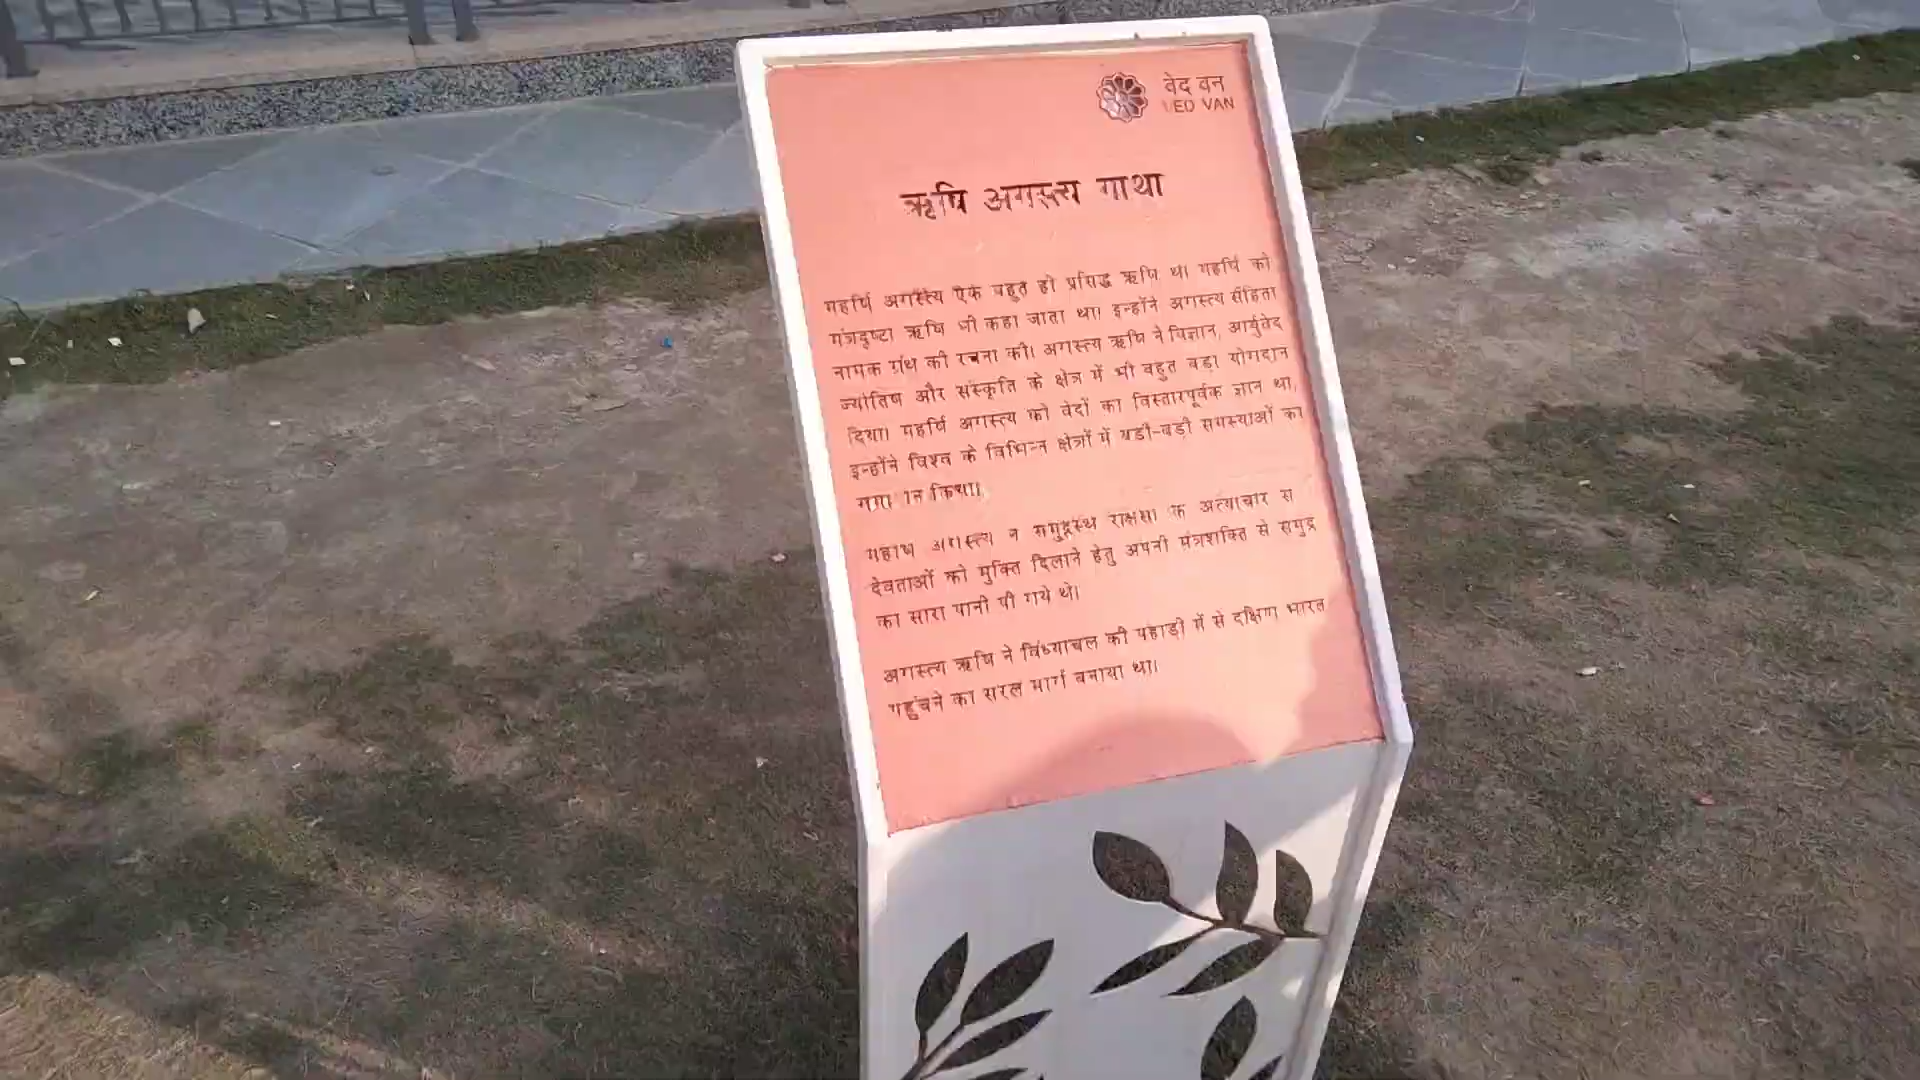 वेद वन
VED VAN
ऋषि अगस्त्य गाथा
महर्षि अगस्त्य एक बहुत ही प्रसिद्ध ऋषि थे। महर्षि को
मंत्रदृष्टा ऋषि भी कहा जाता था। इन्होंने अगस्त्य संहिता
नामक ग्रंथ की रचना की। अगस्त्य ऋषि ने विज्ञान, आर्युवेद
ज्योतिष और संस्कृति के क्षेत्र में भी बहुत बड़ा योगदान
दिया। महर्षि अगस्त्य को वेदों का विस्तारपूर्वक ज्ञान था,
इन्होंने विश्व के विभिन्न क्षेत्रों में बड़ी-बड़ी समस्याओं का
समाधान किया।
महर्षि अगस्त्य ने समुद्रस्थ राक्षसों के अत्याचार से
देवताओं को मुक्ति दिलाने हेतु अपनी मंत्रशक्ति से समुद्र
का सारा पानी पी गये थे।
अगस्त्य ऋषि ने विंध्याचल की पहाड़ी में से दक्षिण भारत
पहुंचने का सरल मार्ग बनाया था।